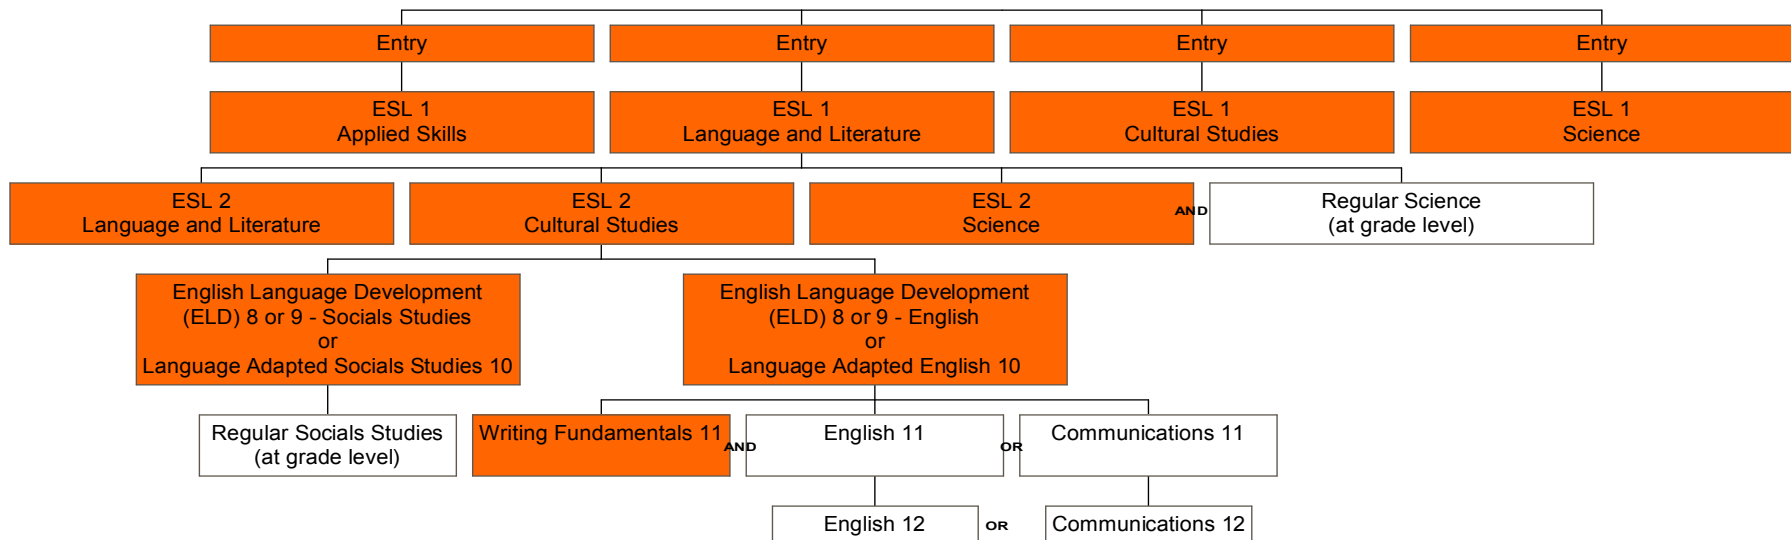 Entry
Entry
Entry
Entry
ESL 1
Applied Skills
ESL 1
Language and Literature
ESL 1
Cultural Studies
ESL 1
Science
ESL 2
Language and Literature
ESL 2
Cultural Studies
ESL 2
Science
AND
Regular Science
(at grade level)
English Language Development
(ELD) 8 or 9 - Socials Studies
or
Language Adapted Socials Studies 10
English Language Development
(ELD) 8 or 9 - English
or
Language Adapted English 10
Regular Socials Studies
(at grade level)
Writing Fundamentals 11
AND
English 11
OR
Communications 11
English 12
OR
Communications 12